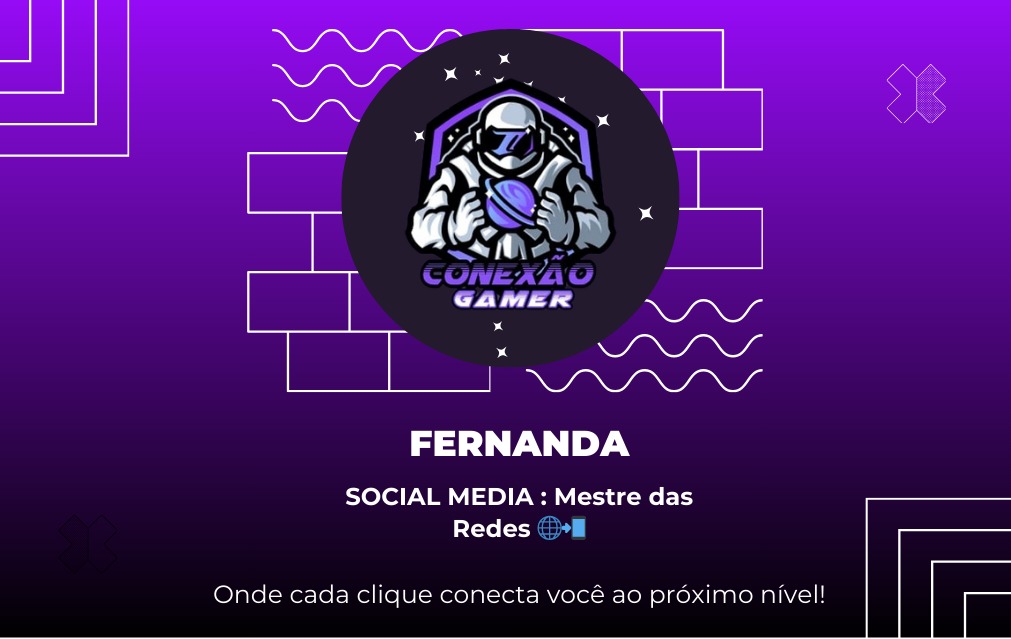 CONEXÃO
GAMER
FERNANDA
SOCIAL MEDIA : Mestre das
Redes 🌐📲
Onde cada clique conecta você ao próximo nível!